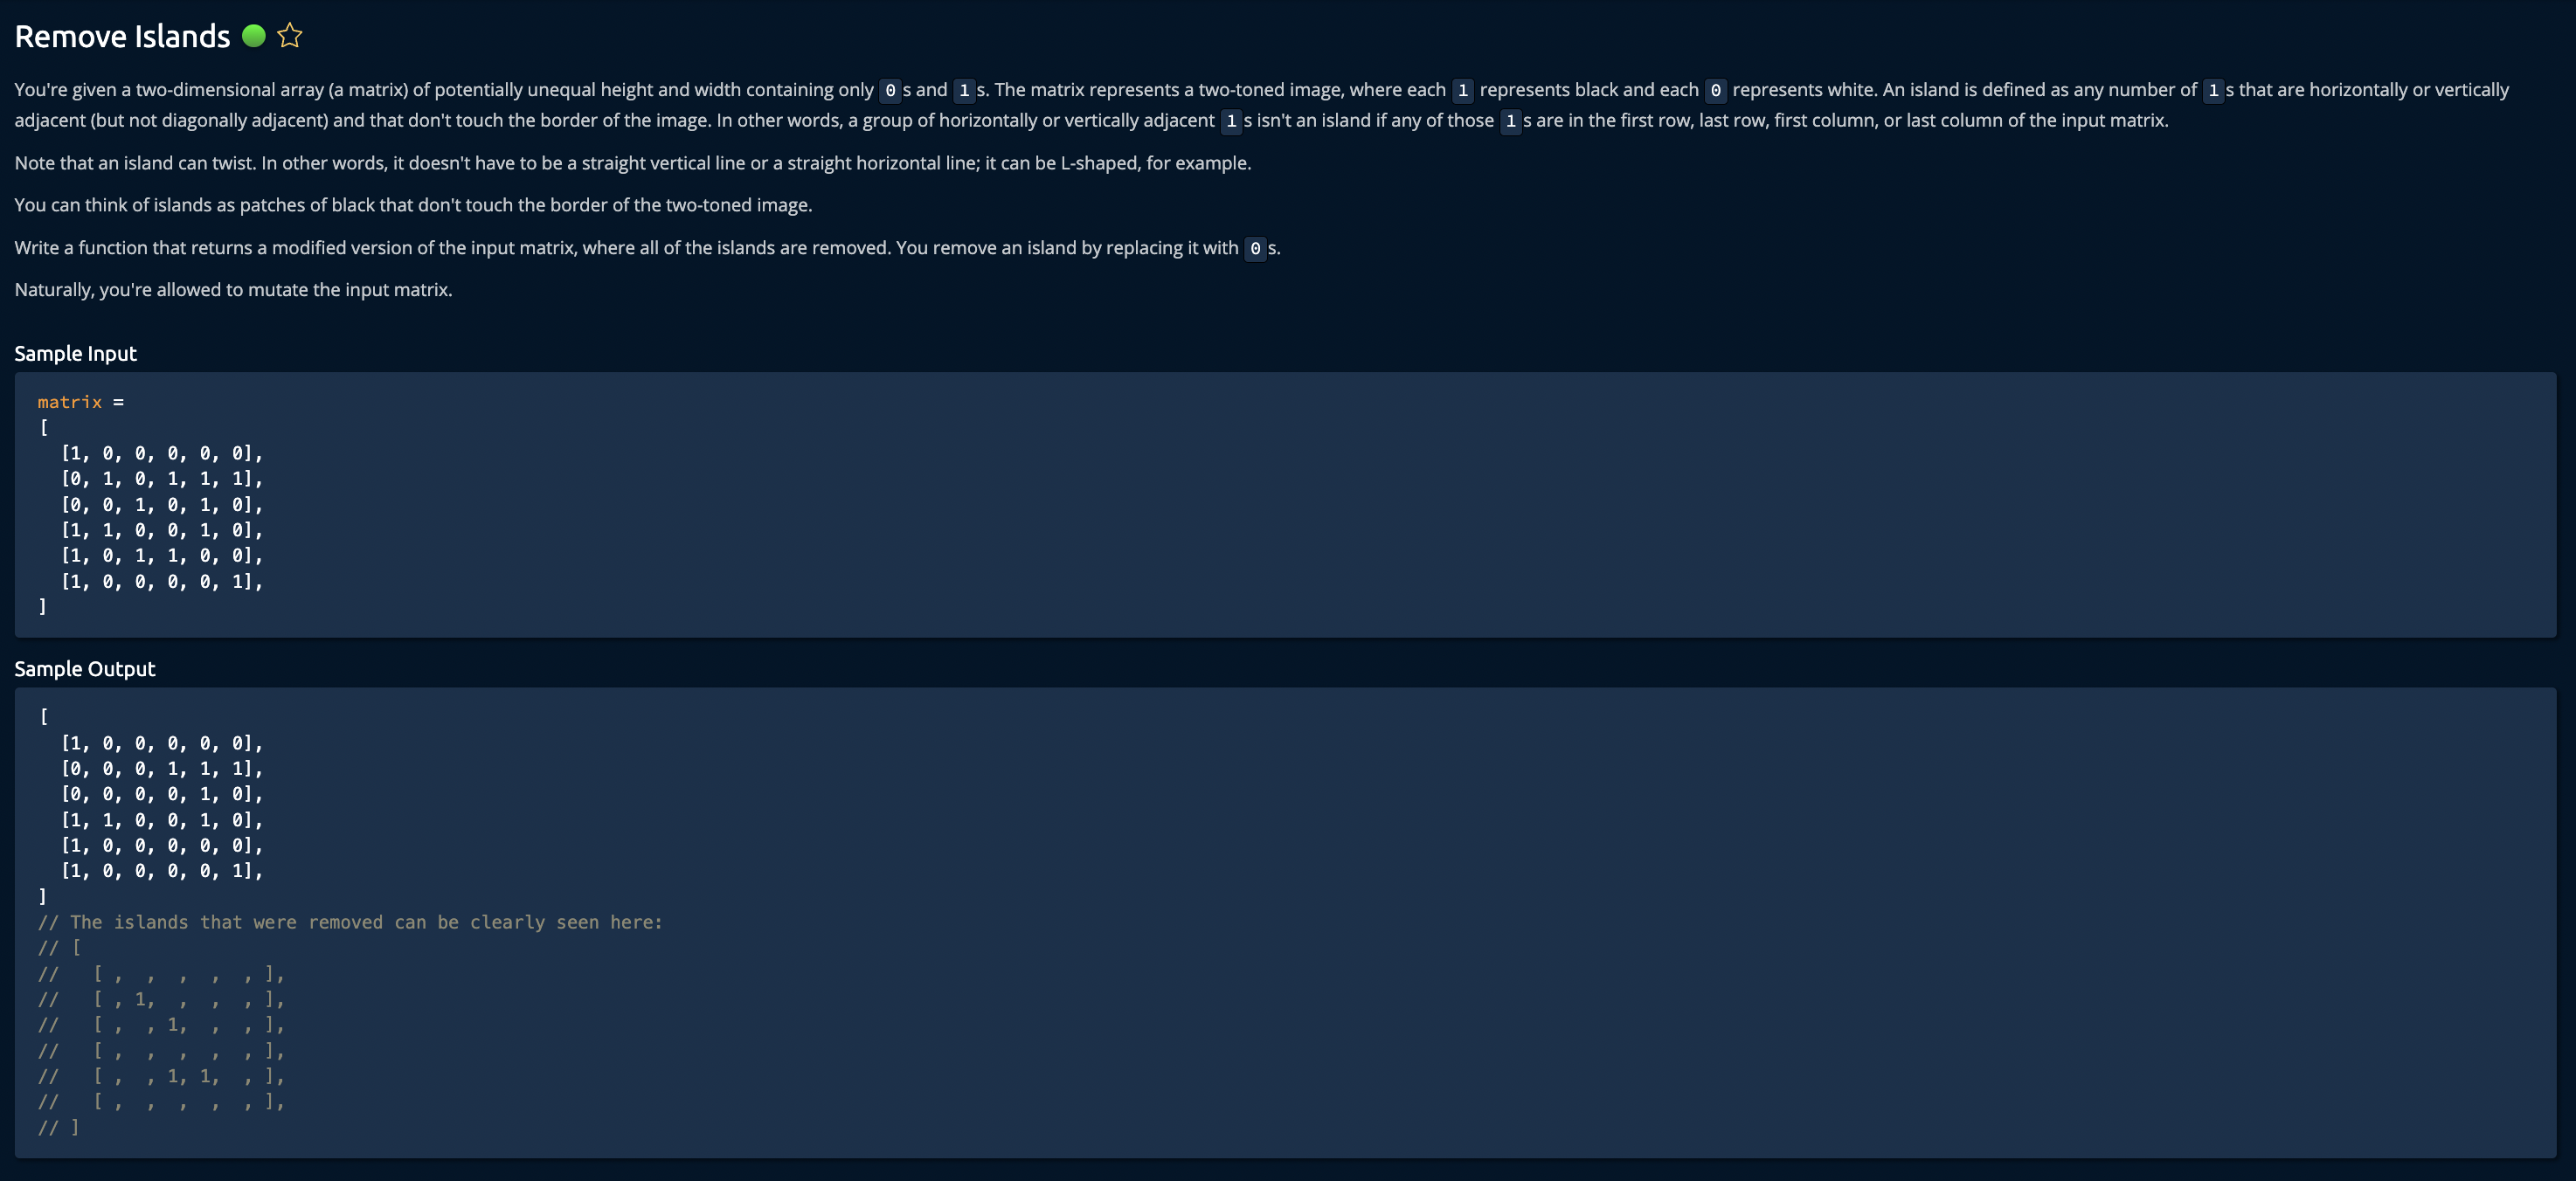 Remove Islands
You're given a two-dimensional array (a matrix) of potentially unequal height and width containing only 0s and 1s. The matrix represents a two-toned image, where each 1 represents black and each 0 represents white. An island is defined as any number of 1s that are horizontally or vertically
adjacent (but not diagonally adjacent) and that don't touch the border of the image. In other words, a group of horizontally or vertically adjacent 1s isn't an island if any of those 1s are in the first row, last row, first column, or last column of the input matrix.
Note that an island can twist. In other words, it doesn't have to be a straight vertical line or a straight horizontal line; it can be L-shaped, for example.
You can think of islands as patches of black that don't touch the border of the two-toned image.
Write a function that returns a modified version of the input matrix, where all of the islands are removed. You remove an island by replacing it with 0s.
Naturally, you're allowed to mutate the input matrix.
Sample Input
matrix =
[
  [1, 0, 0, 0, 0, 0],
  [0, 1, 0, 1, 1, 1],
  [0, 0, 1, 0, 1, 0],
  [1, 1, 0, 0, 1, 0],
  [1, 0, 1, 1, 0, 0],
  [1, 0, 0, 0, 0, 1],
]
Sample Output
[
  [1, 0, 0, 0, 0, 0],
  [0, 0, 0, 1, 1, 1],
  [0, 0, 0, 0, 1, 0],
  [1, 1, 0, 0, 1, 0],
  [1, 0, 0, 0, 0, 0],
  [1, 0, 0, 0, 0, 1],
]
// The islands that were removed can be clearly seen here:
// [
//   [ ,  ,  ,  ,  , ],
//   [ , 1,  ,  ,  , ],
//   [ ,  , 1,  ,  , ],
//   [ ,  ,  ,  ,  , ],
//   [ ,  , 1, 1,  , ],
//   [ ,  ,  ,  ,  , ],
// ]